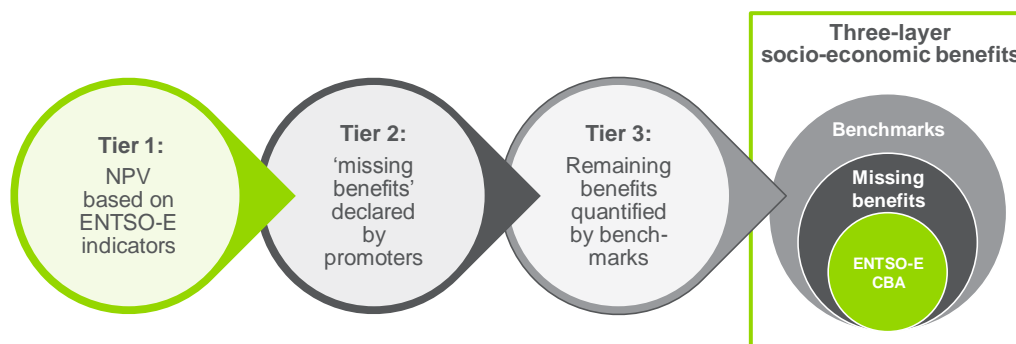 Tier 1:
NPV
based on
ENTSO-E
indicators
Tier 2:
‘missing
benefits’
declared
by
promoters
Tier 3:
Remaining
benefits
quantified
by bench-
marks
Three-layer
socio-economic benefits
Benchmarks
Missing
benefits
ENTSO-E
CBA